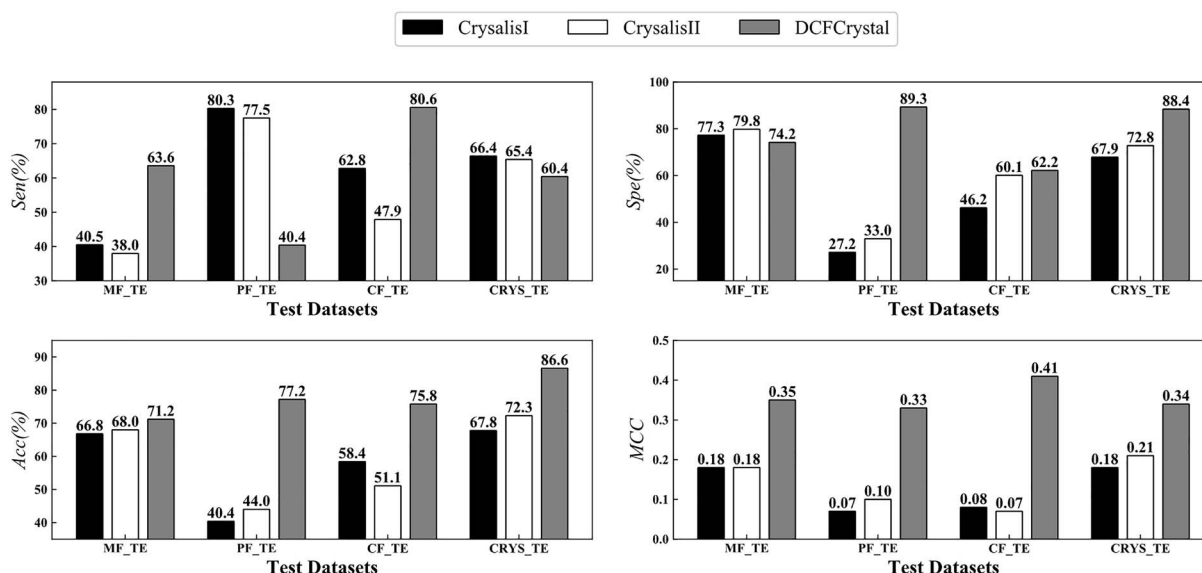 CrysalisI CrysalisII DCFCrystal
Sen(%)
80
70
60
50
40
30
40.5 38.0 63.6 80.3 77.5 40.4 62.8 47.9 80.6 66.4 65.4 60.4
MF_TE PF_TE CF_TE CRYS_TE
Test Datasets
Spe(%)
100
80
60
40
20
77.3 79.8 74.2 27.2 33.0 89.3 46.2 60.1 62.2 67.9 72.8 88.4
MF_TE PF_TE CF_TE CRYS_TE
Test Datasets
Acc(%)
90
80
70
60
50
40
66.8 68.0 71.2 40.4 44.0 77.2 58.4 51.1 75.8 67.8 72.3 86.6
MF_TE PF_TE CF_TE CRYS_TE
Test Datasets
MCC
0.5
0.4
0.3
0.2
0.1
0.0
0.18 0.18 0.35 0.07 0.10 0.33 0.08 0.07 0.41 0.18 0.21 0.34
MF_TE PF_TE CF_TE CRYS_TE
Test Datasets